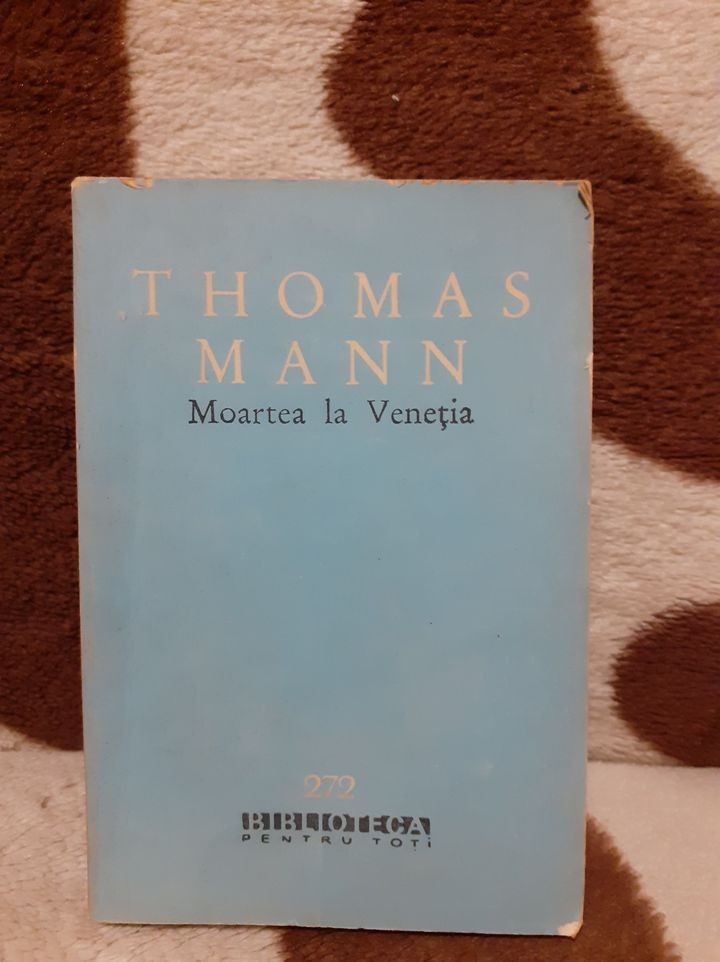 THOMAS
MANN
Moartea la Veneţia
272
BIBLIOTECA
PENTRU TOŢI